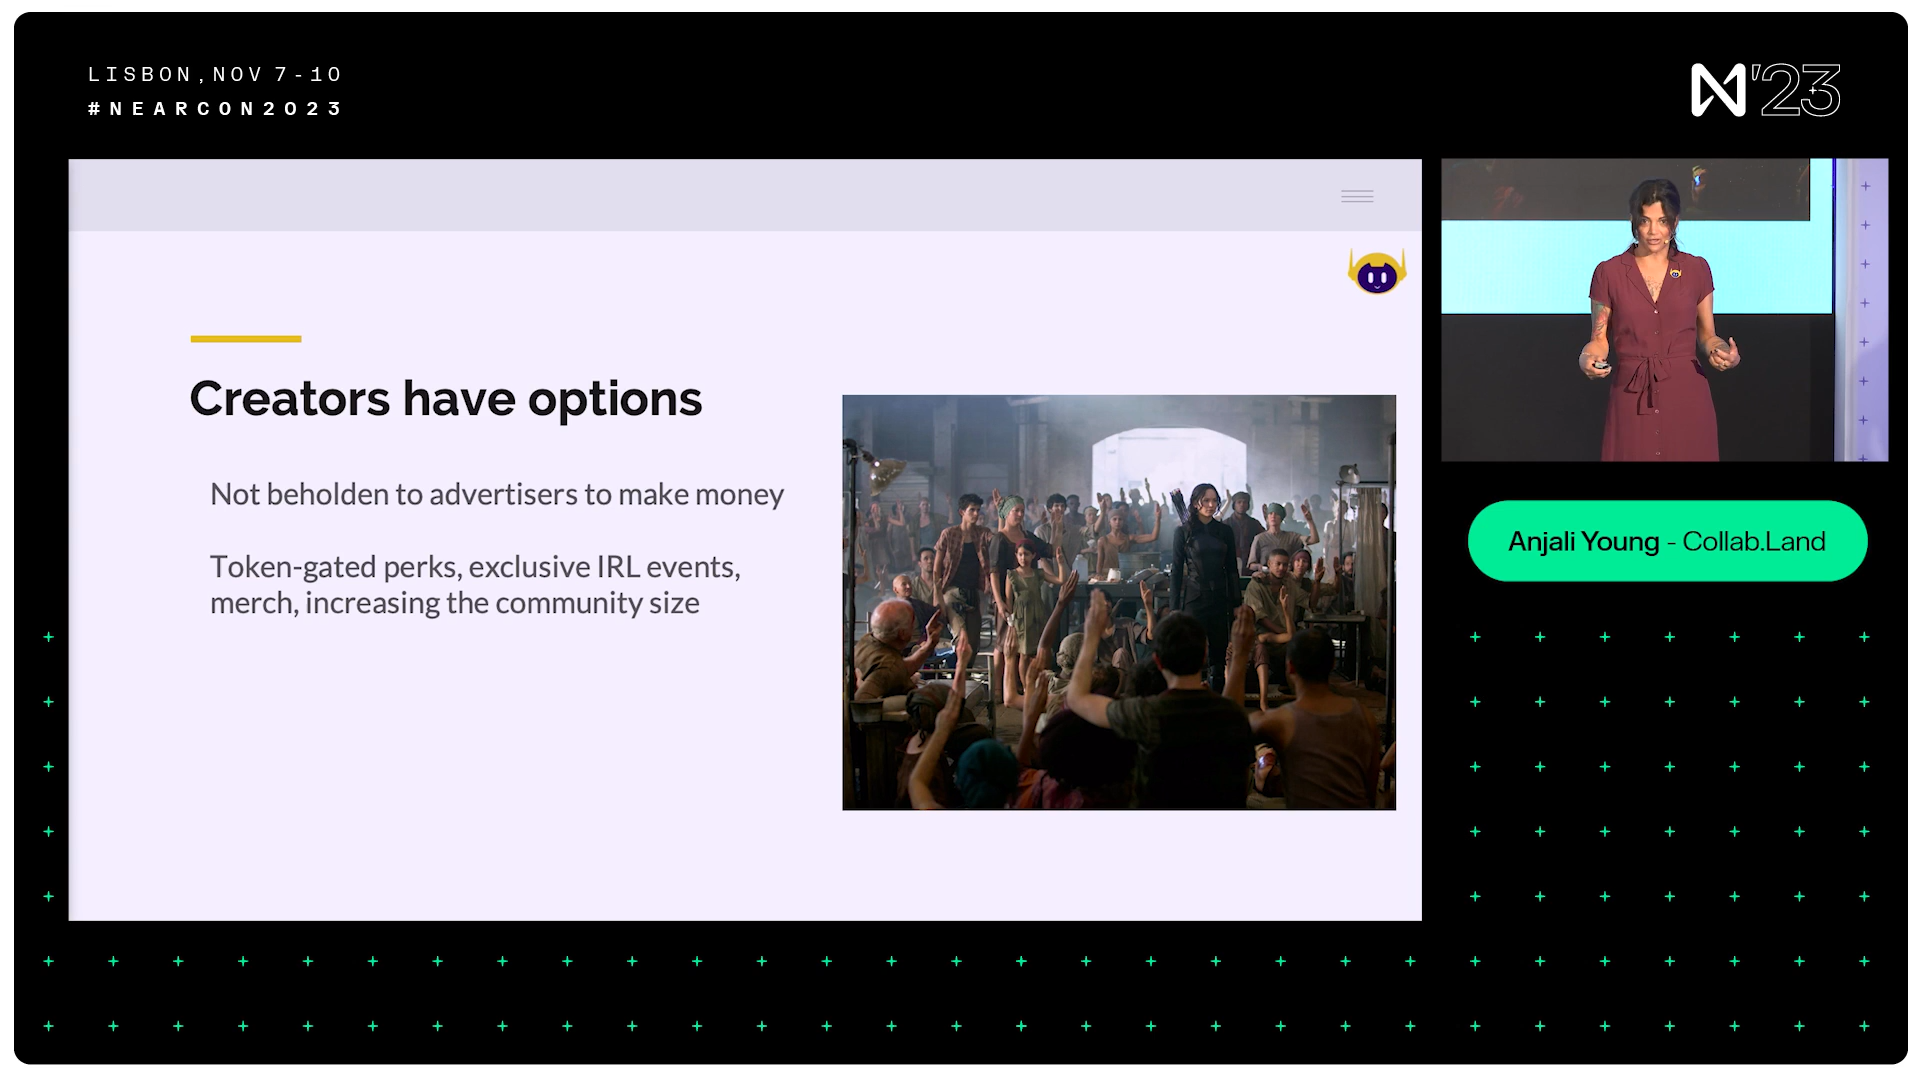 LISBON, NOV 7-10
#NEARCON2023
'23
Creators have options
Not beholden to advertisers to make money
Token-gated perks, exclusive IRL events,
merch, increasing the community size
Anjali Young - Collab.Land